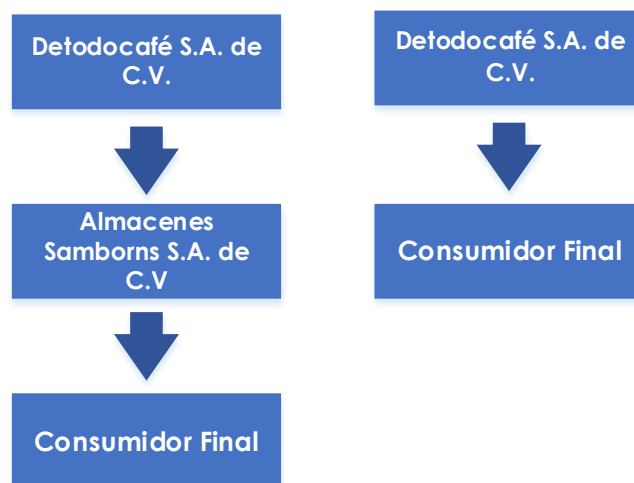 Detodocafé S.A. de
C.V.
Almacenes
Samborns S.A. de
C.V
Consumidor Final
Detodocafé S.A. de
C.V.
Consumidor Final